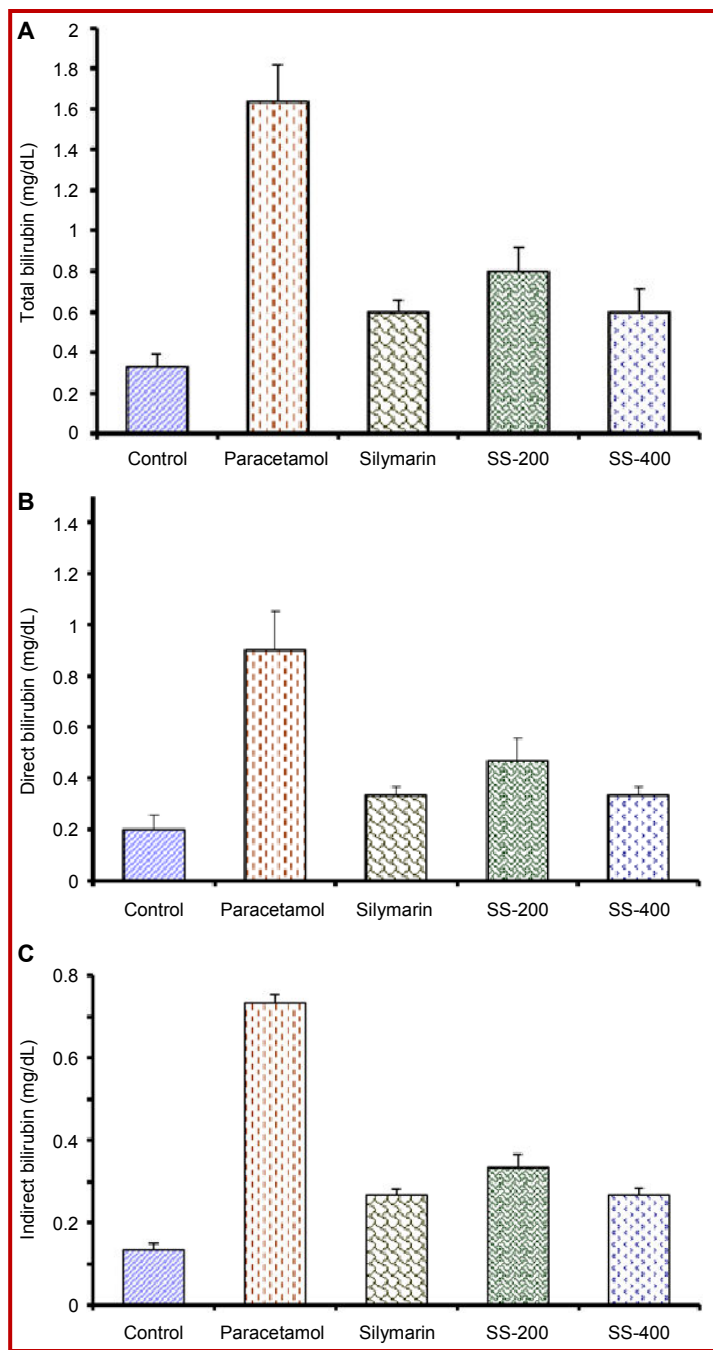 A
Total bilirubin (mg/dL)
2
1.8
1.6
1.4
1.2
1
0.8
0.6
0.4
0.2
0
Control Paracetamol Silymarin SS-200 SS-400
B
Direct bilirubin (mg/dL)
1.4
1.2
1
0.8
0.6
0.4
0.2
0
Control Paracetamol Silymarin SS-200 SS-400
C
Indirect bilirubin (mg/dL)
0.8
0.6
0.4
0.2
0
Control Paracetamol Silymarin SS-200 SS-400